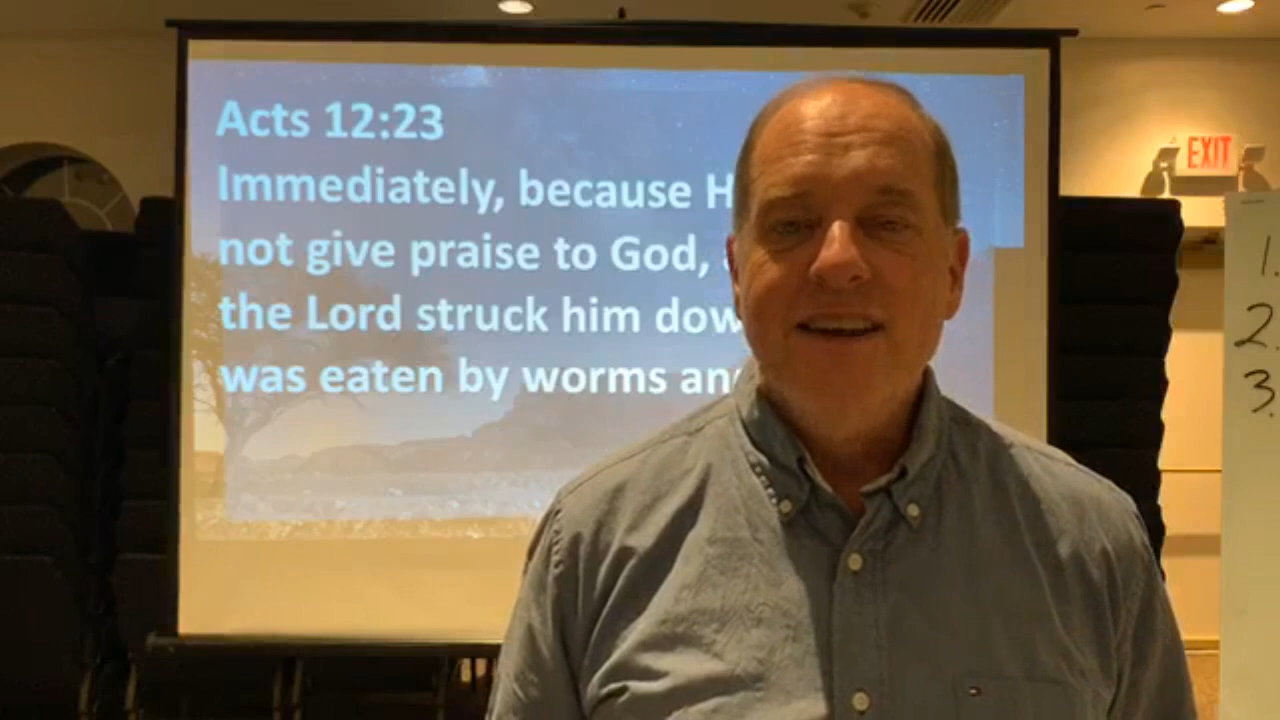 Acts 12:23
Immediately, because H
not give praise to God,
the Lord struck him dow
was eaten by worms an
EXIT
1.
2.
3.